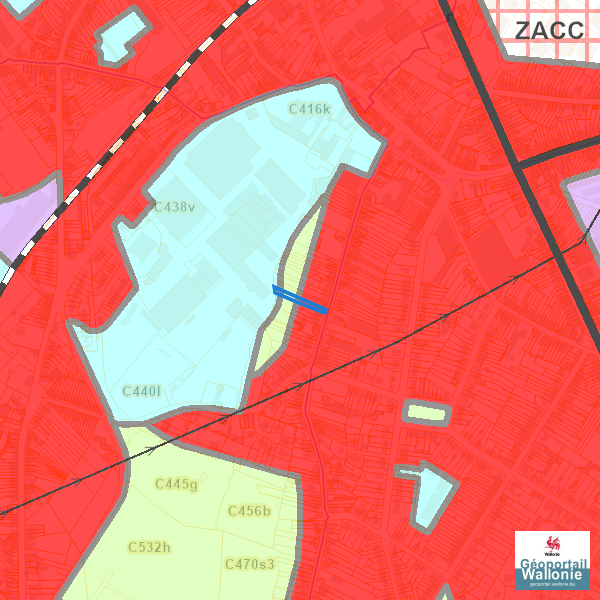 ZACC
C416k
C438v
C440l
C445g
C456b
C532h
C470s3
Wallonie
Géoportail
Wallonie
geoportail.wallonie.be